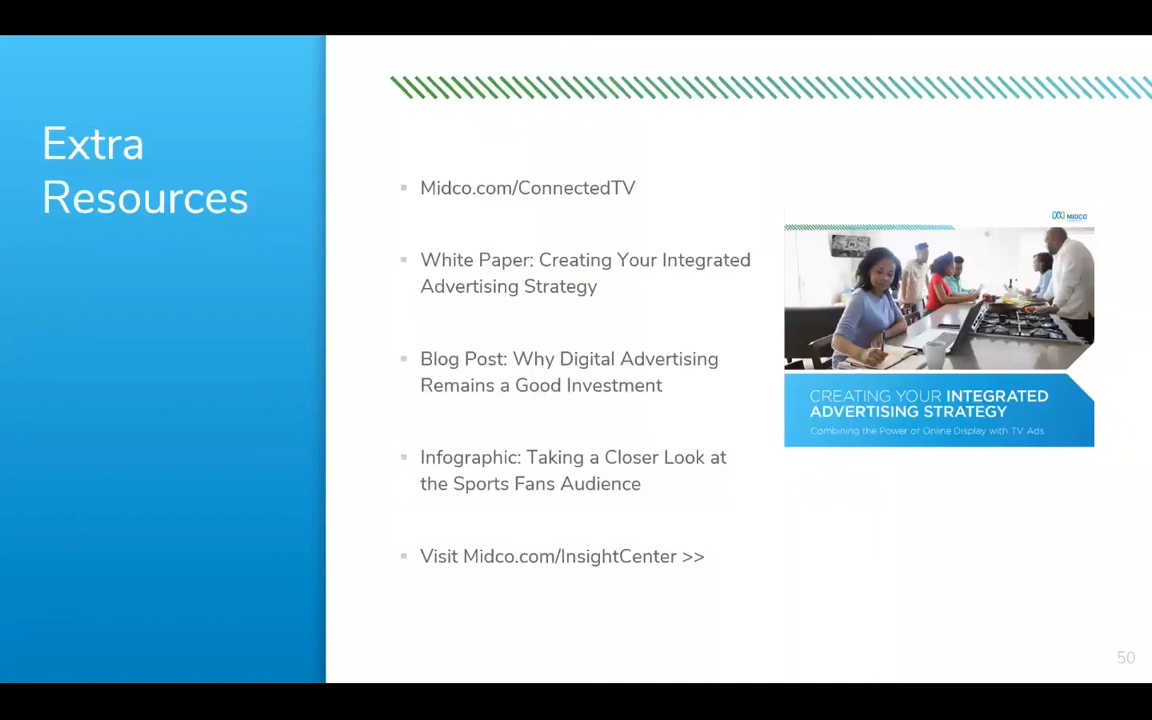 Extra
Resources
Midco.com/ConnectedTV
White Paper: Creating Your Integrated
Advertising Strategy
Blog Post: Why Digital Advertising
Remains a Good Investment
Infographic: Taking a Closer Look at
the Sports Fans Audience
Visit Midco.com/InsightCenter >>
MIDCO
CREATING YOUR INTEGRATED
ADVERTISING STRATEGY
Combining the Power of Online Display with TV Ads
50